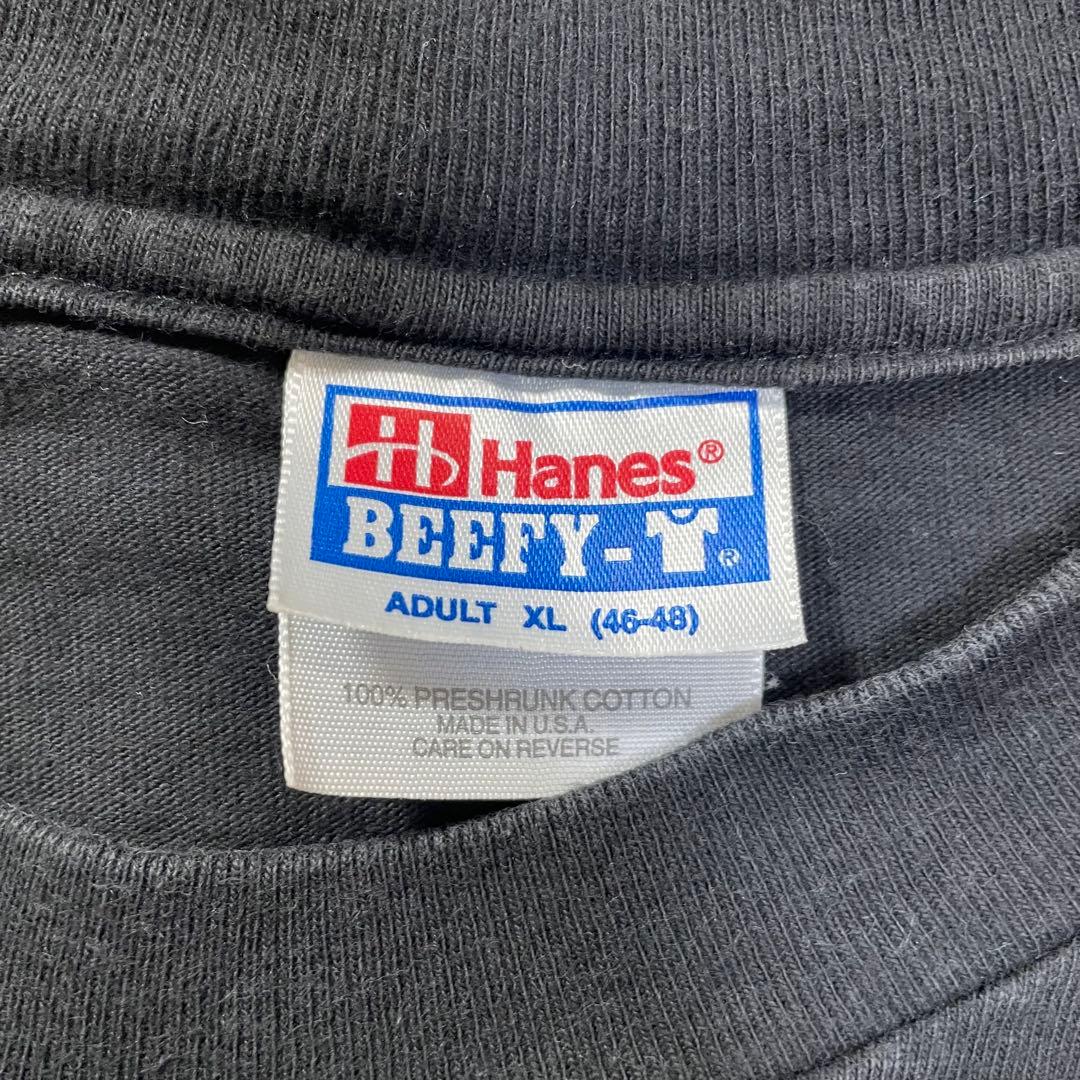 H Hanes®
BEEFY-T®
ADULT XL (46-48)
100% PRESHRUNK COTTON
MADE IN U.S.A.
CARE ON REVERSE